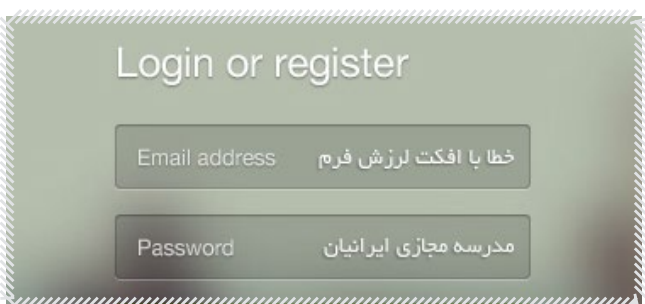 Login or register
Email address خطا با افکت لرزش فرم
Password مدرسه مجازی ایرانیان